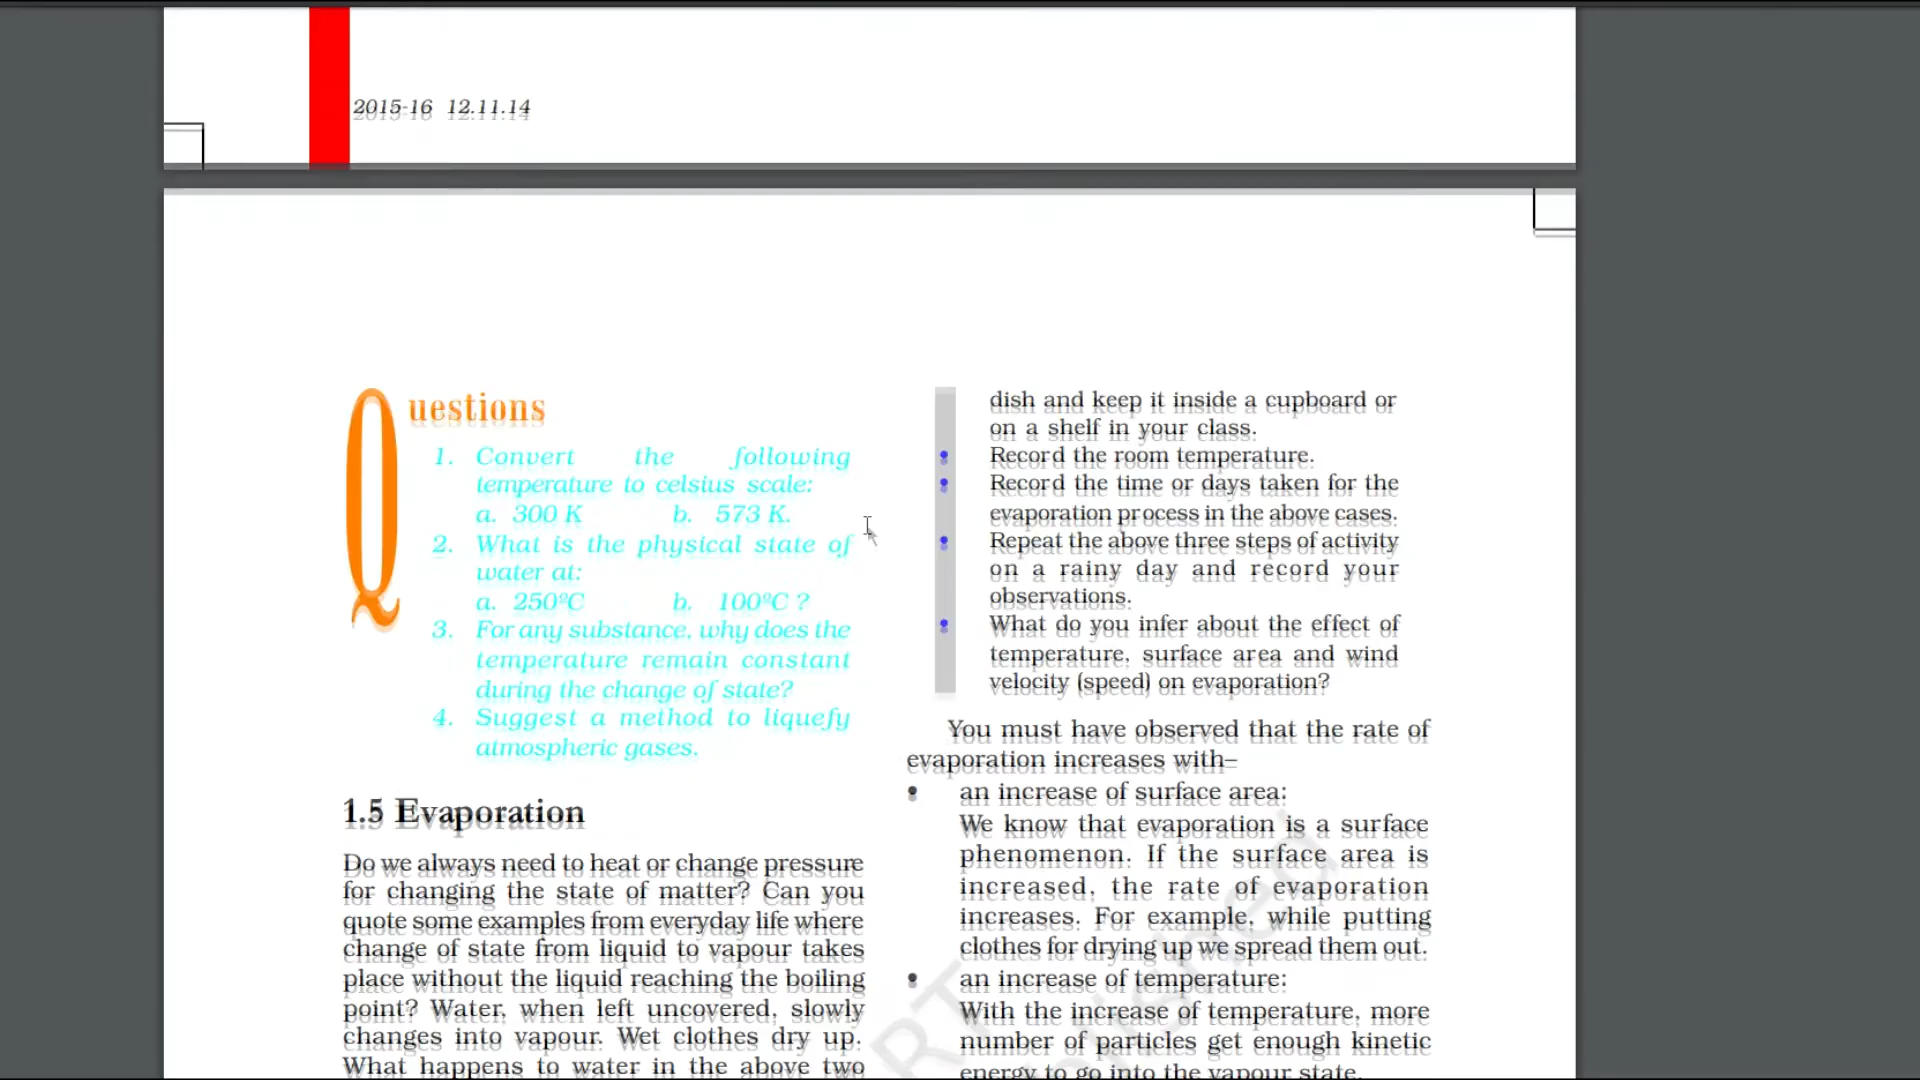 2015-16 12.11.14
Questions
1. Convert the following
temperature to celsius scale:
a. 300 K b. 573 K.
2. What is the physical state of
water at:
a. 250ºC b. 100ºC ?
3. For any substance, why does the
temperature remain constant
during the change of state?
4. Suggest a method to liquefy
atmospheric gases.
1.5 Evaporation
Do we always need to heat or change pressure
for changing the state of matter? Can you
quote some examples from everyday life where
change of state from liquid to vapour takes
place without the liquid reaching the boiling
point? Water, when left uncovered, slowly
changes into vapour. Wet clothes dry up.
What happens to water in the above two
dish and keep it inside a cupboard or
on a shelf in your class.
• Record the room temperature.
• Record the time or days taken for the
evaporation process in the above cases.
• Repeat the above three steps of activity
on a rainy day and record your
observations.
• What do you infer about the effect of
temperature, surface area and wind
velocity (speed) on evaporation?
You must have observed that the rate of
evaporation increases with–
• an increase of surface area:
We know that evaporation is a surface
phenomenon. If the surface area is
increased, the rate of evaporation
increases. For example, while putting
clothes for drying up we spread them out.
• an increase of temperature:
With the increase of temperature, more
number of particles get enough kinetic
energy to go into the vapour state.